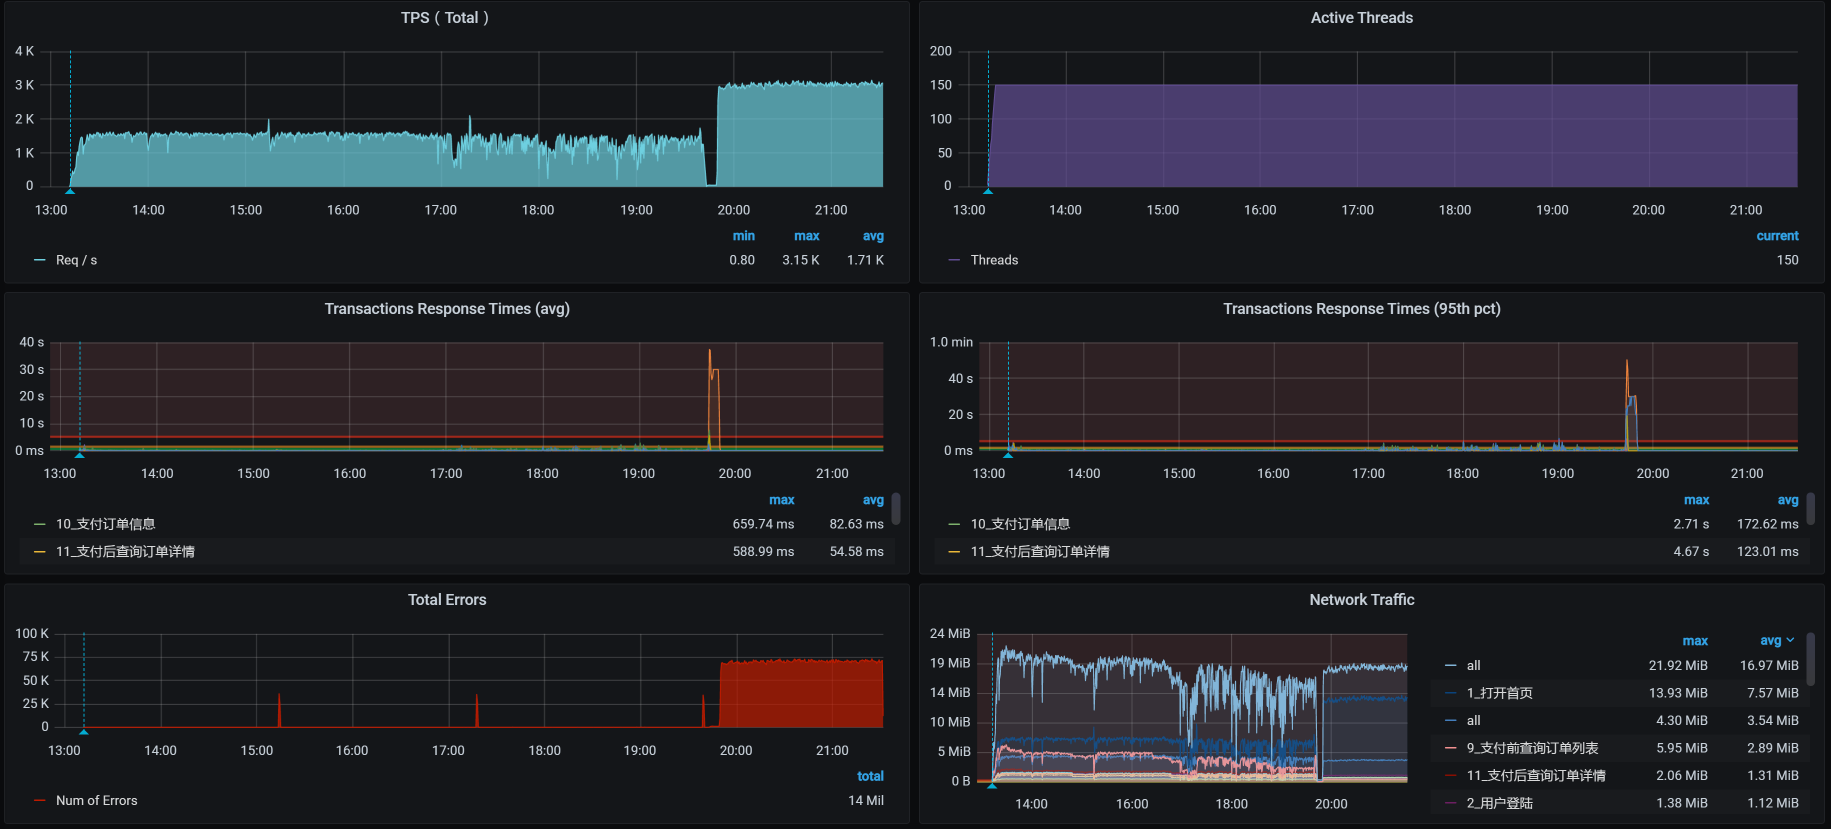 TPS ( Total )
4 K
3 K
2 K
1 K
0
13:00 14:00 15:00 16:00 17:00 18:00 19:00 20:00 21:00
min max avg
Req / s 0.80 3.15 K 1.71 K
Active Threads
200
150
100
50
0
13:00 14:00 15:00 16:00 17:00 18:00 19:00 20:00 21:00
current
Threads 150
Transactions Response Times (avg)
40 s
30 s
20 s
10 s
0 ms
13:00 14:00 15:00 16:00 17:00 18:00 19:00 20:00 21:00
max avg
10_支付订单信息 659.74 ms 82.63 ms
11_支付后查询订单详情 588.99 ms 54.58 ms
Transactions Response Times (95th pct)
1.0 min
40 s
20 s
0 ms
13:00 14:00 15:00 16:00 17:00 18:00 19:00 20:00 21:00
max avg
10_支付订单信息 2.71 s 172.62 ms
11_支付后查询订单详情 4.67 s 123.01 ms
Total Errors
100 K
75 K
50 K
25 K
0
13:00 14:00 15:00 16:00 17:00 18:00 19:00 20:00 21:00
total
Num of Errors 14 Mil
Network Traffic
24 MiB
19 MiB
14 MiB
10 MiB
5 MiB
0 B
14:00 16:00 18:00 20:00
max avg
all 21.92 MiB 16.97 MiB
1_打开首页 13.93 MiB 7.57 MiB
all 4.30 MiB 3.54 MiB
9_支付前查询订单列表 5.95 MiB 2.89 MiB
11_支付后查询订单详情 2.06 MiB 1.31 MiB
2_用户登陆 1.38 MiB 1.12 MiB